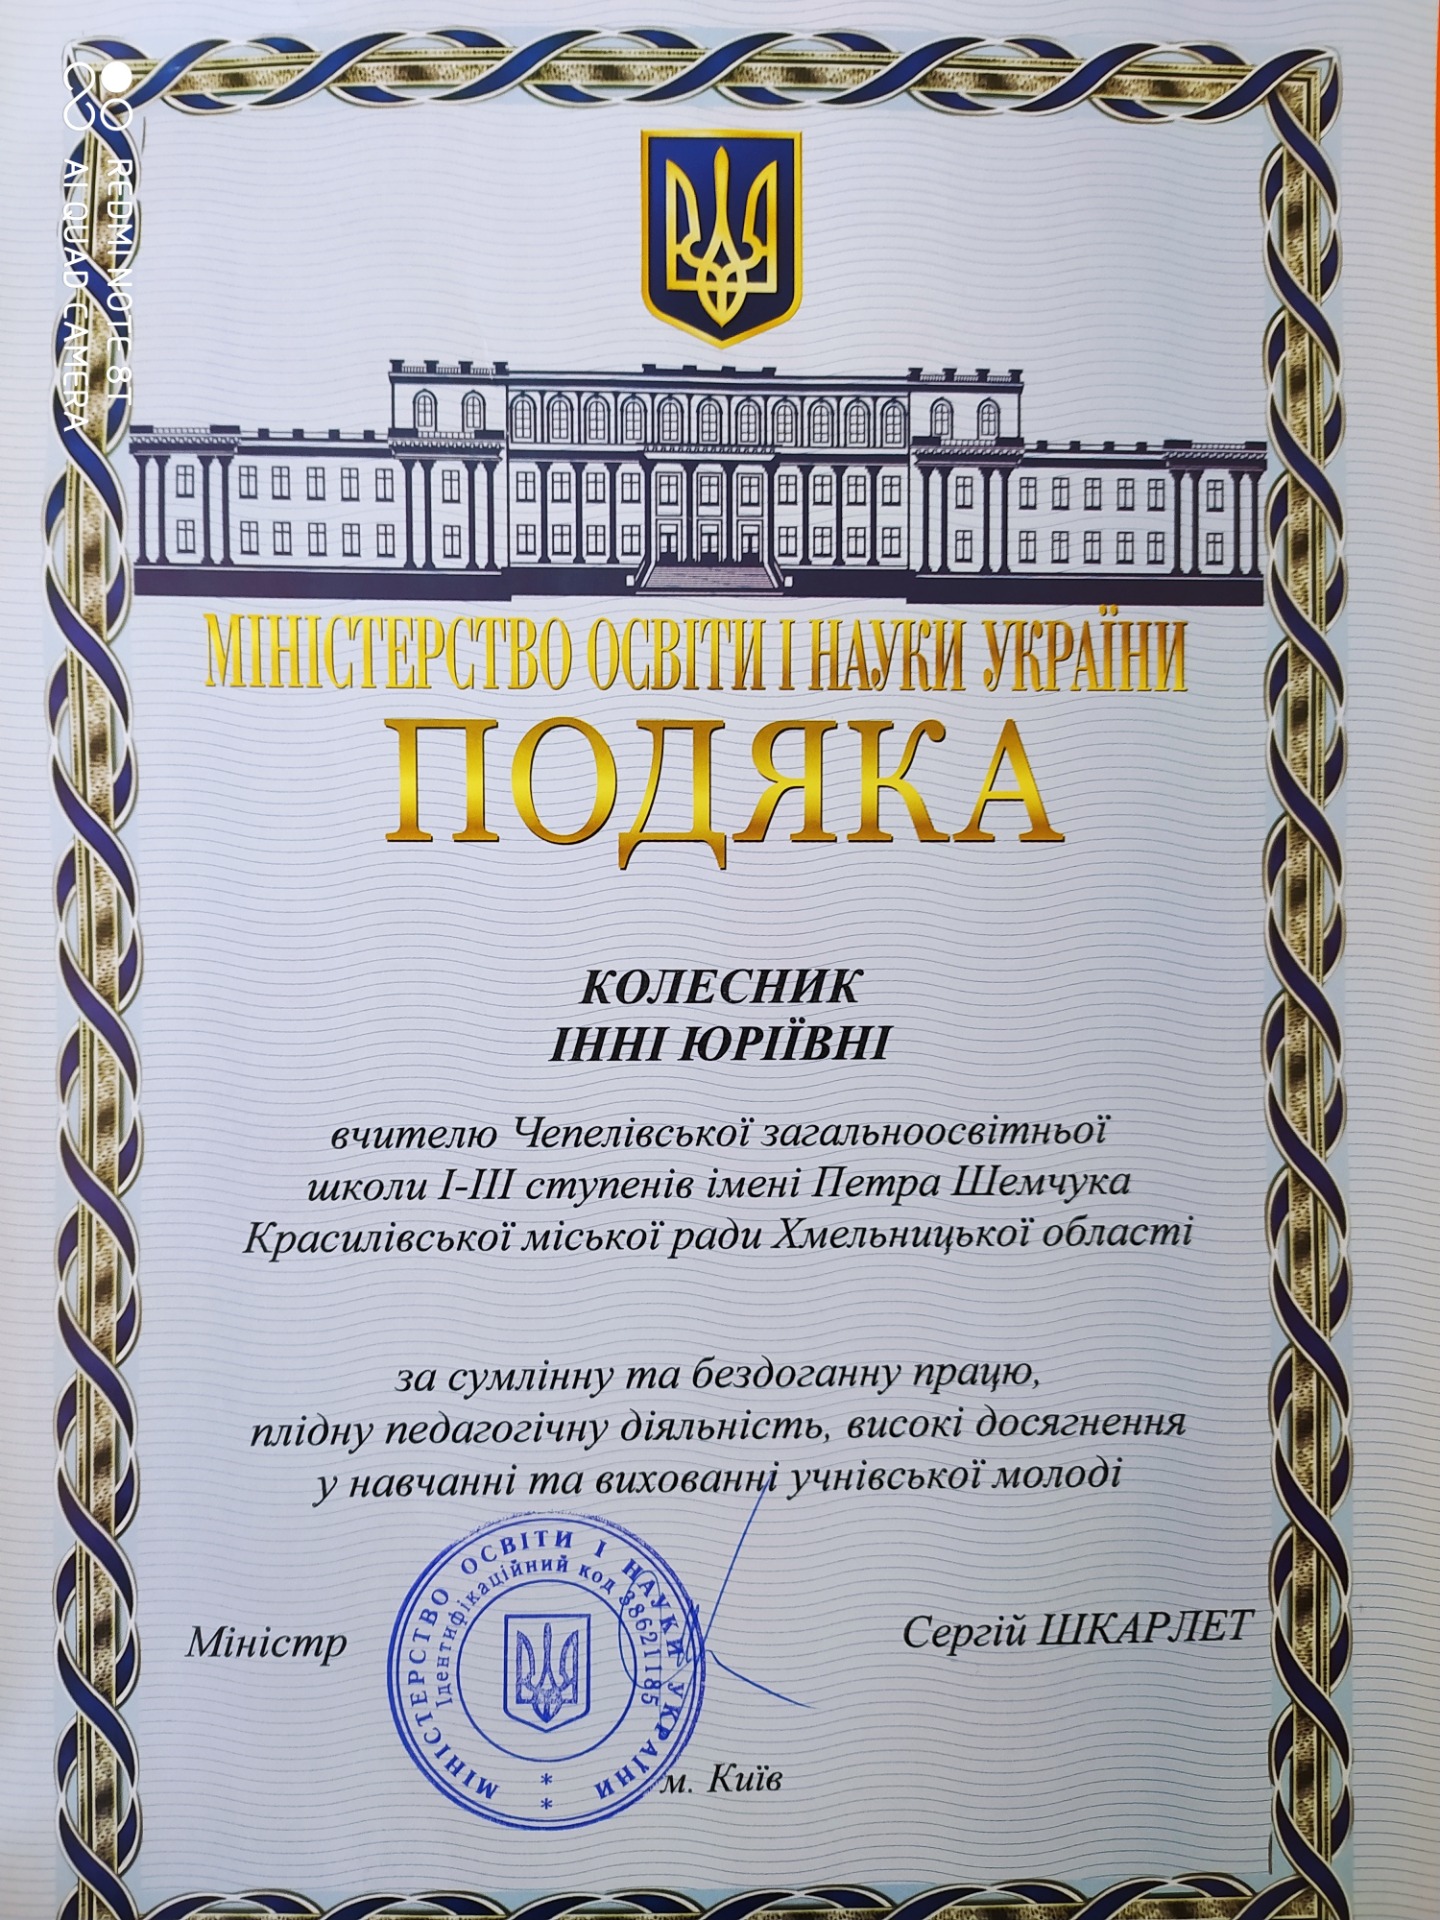 REDMI NOTE 8T
AI QUAD CAMERA
МІНІСТЕРСТВО ОСВІТИ І НАУКИ УКРАЇНИ
ПОДЯКА
КОЛЕСНИК
ІННІ ЮРІЇВНІ
вчителю Чепелівської загальноосвітньої
школи І-ІІІ ступенів імені Петра Шемчука
Красилівської міської ради Хмельницької області
за сумлінну та бездоганну працю,
плідну педагогічну діяльність, високі досягнення
у навчанні та вихованні учнівської молоді
Міністр
МІНІСТЕРСТВО ОСВІТИ І НАУКИ УКРАЇНИ
Ідентифікаційний код 38621185
* *
Сергій ШКАРЛЕТ
м. Київ